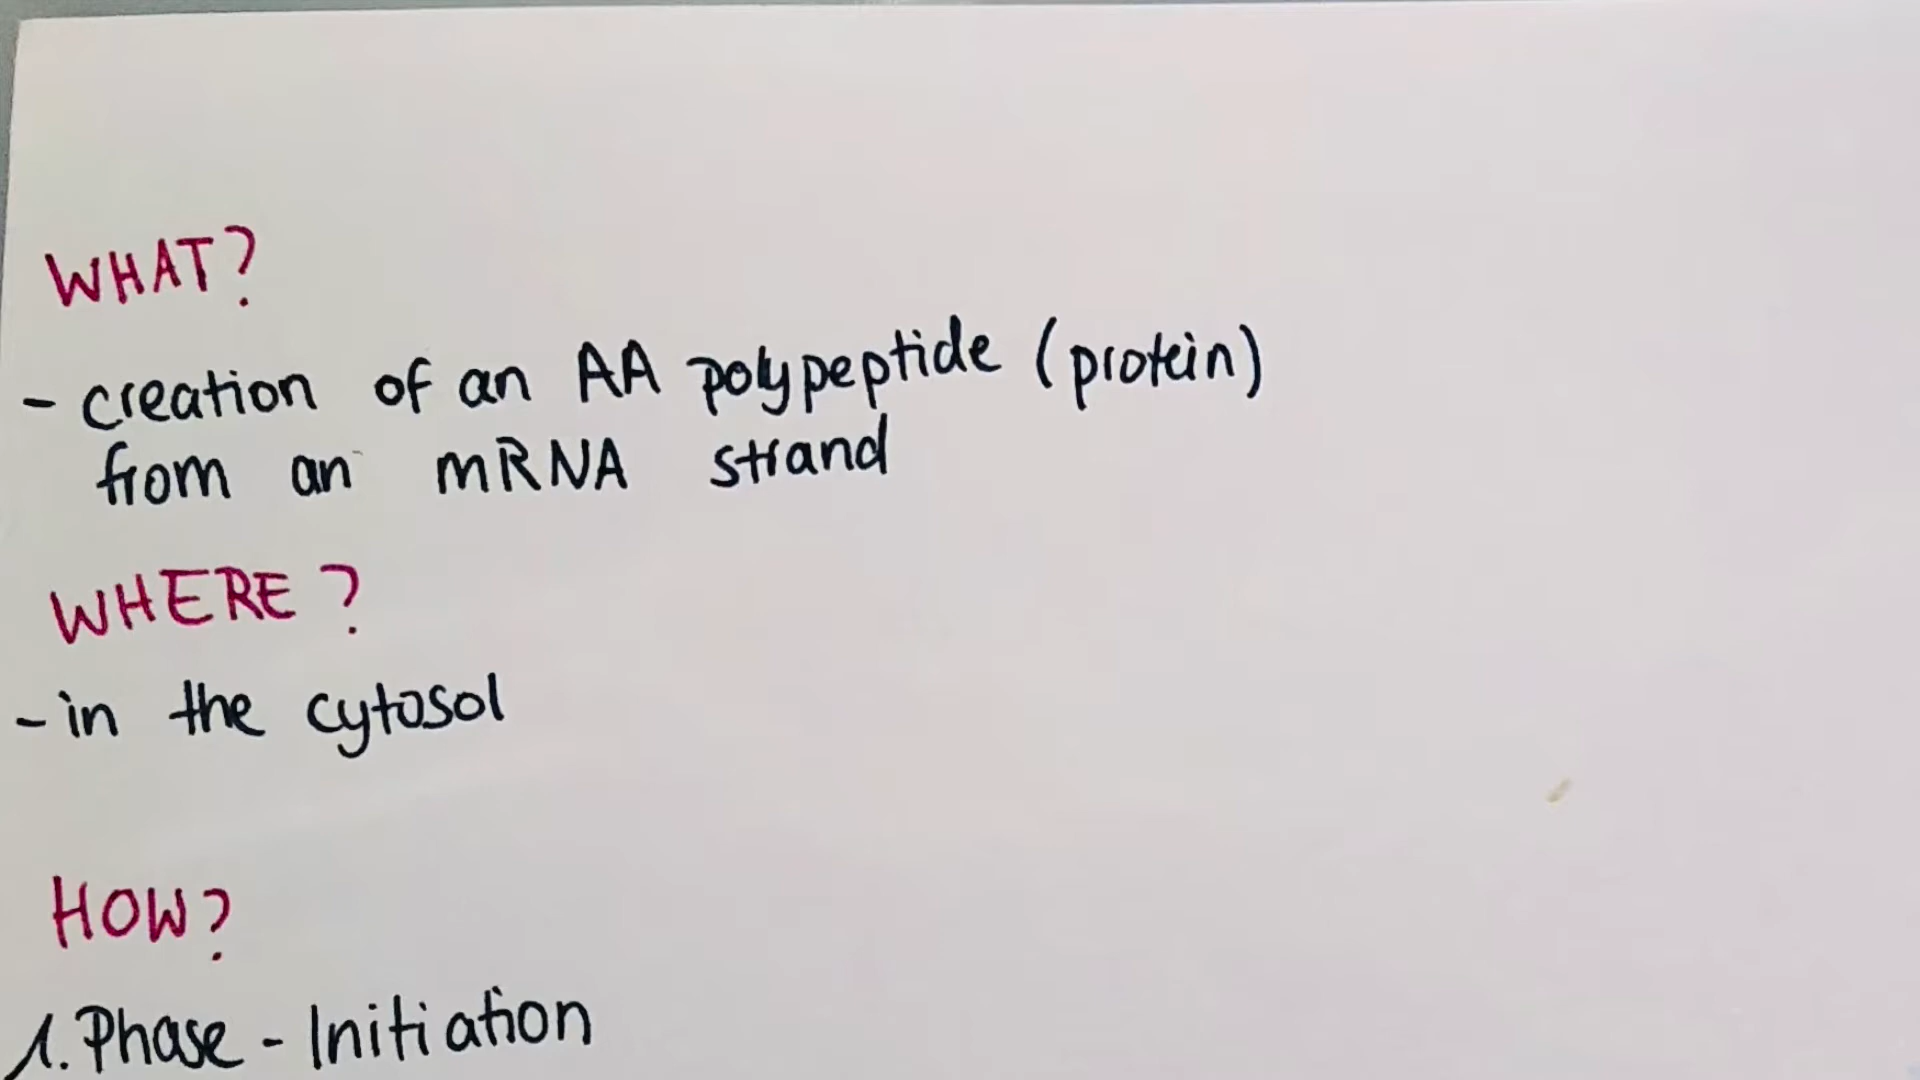 WHAT?
- creation of an AA polypeptide (protein)
from an mRNA strand
WHERE?
- in the cytosol
HOW?
1. Phase - Initiation